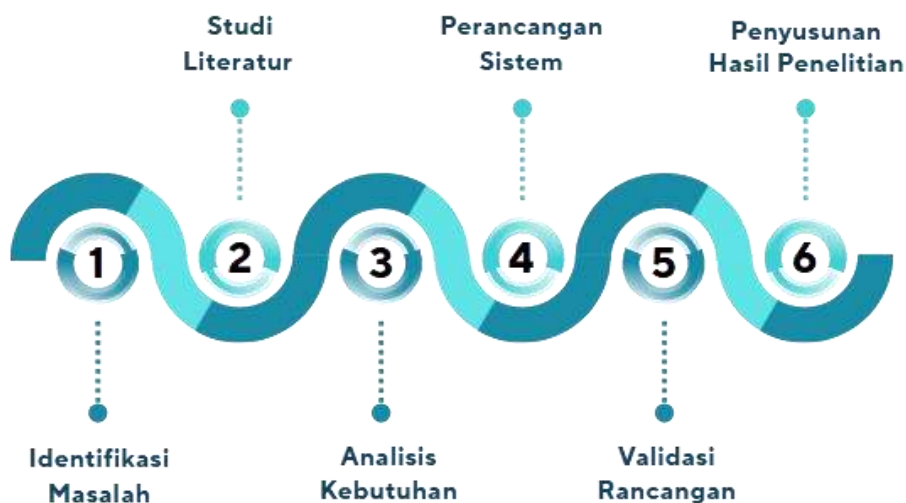 Studi
Literatur
Perancangan
Sistem
Penyusunan
Hasil Penelitian
1
2
3
4
5
6
Identifikasi
Masalah
Analisis
Kebutuhan
Validasi
Rancangan